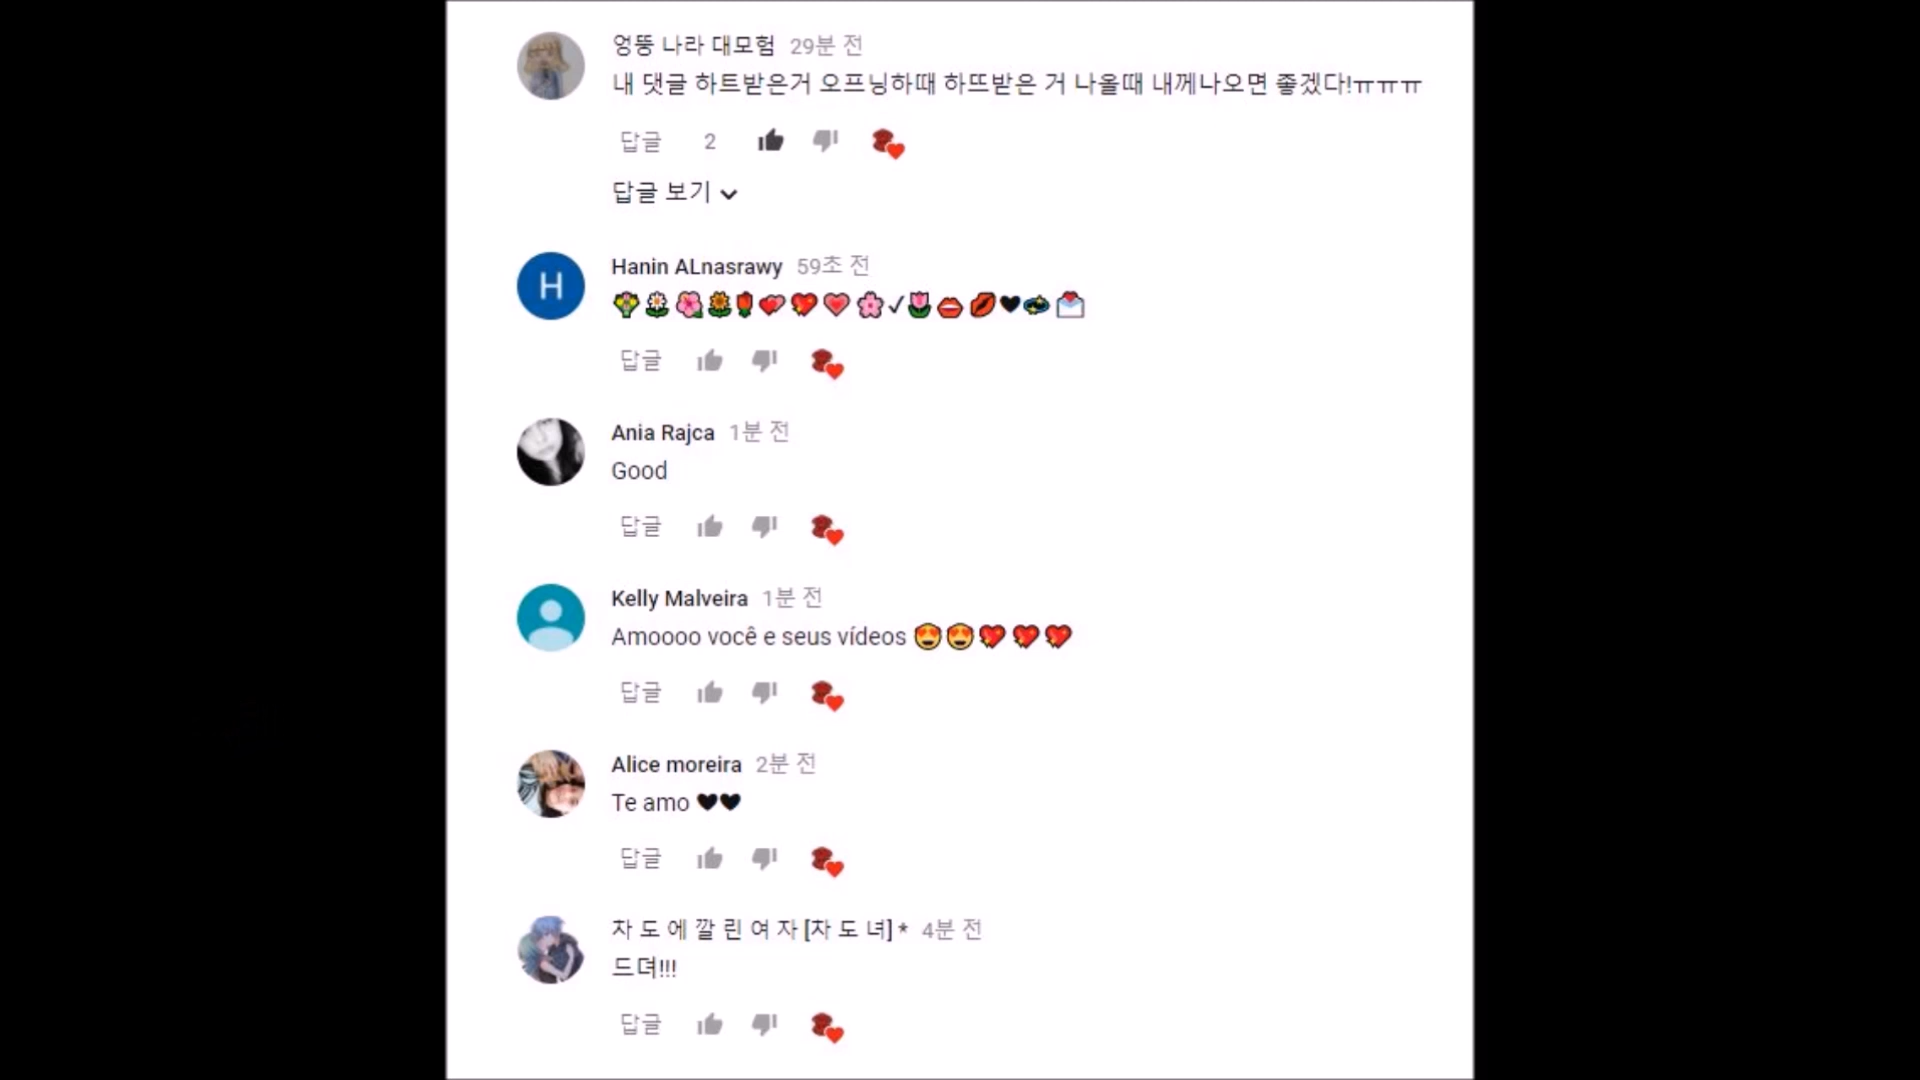 엉뚱 나라 대모험 29분 전
내 댓글 하트받은거 오프닝하때 하뜨받은 거 나올때 내께나오면 좋겠다!ㅠㅠㅠ
답글 2
답글 보기
H
Hanin ALnasrawy 59초 전
💐🌼🌺🌻🌹💕💖💗🌸✓🌷👄💋🖤💫💌
답글
Ania Rajca 1분 전
Good
답글
Kelly Malveira 1분 전
Amoooo você e seus vídeos 😍😍💖💖💖
답글
Alice moreira 2분 전
Te amo 🖤🖤
답글
차 도 에 깔 린 여 자 [차 도 녀] * 4분 전
드뎌!!!
답글